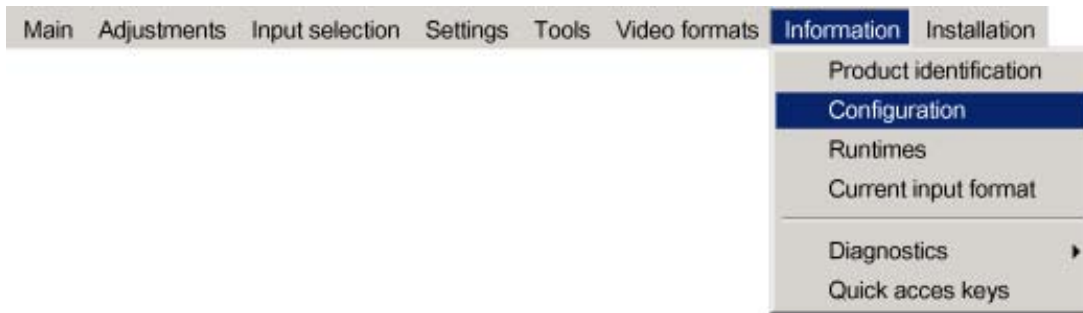 Main Adjustments Input selection Settings Tools Video formats Information Installation
Product identification
Configuration
Runtimes
Current input format
Diagnostics
Quick acces keys